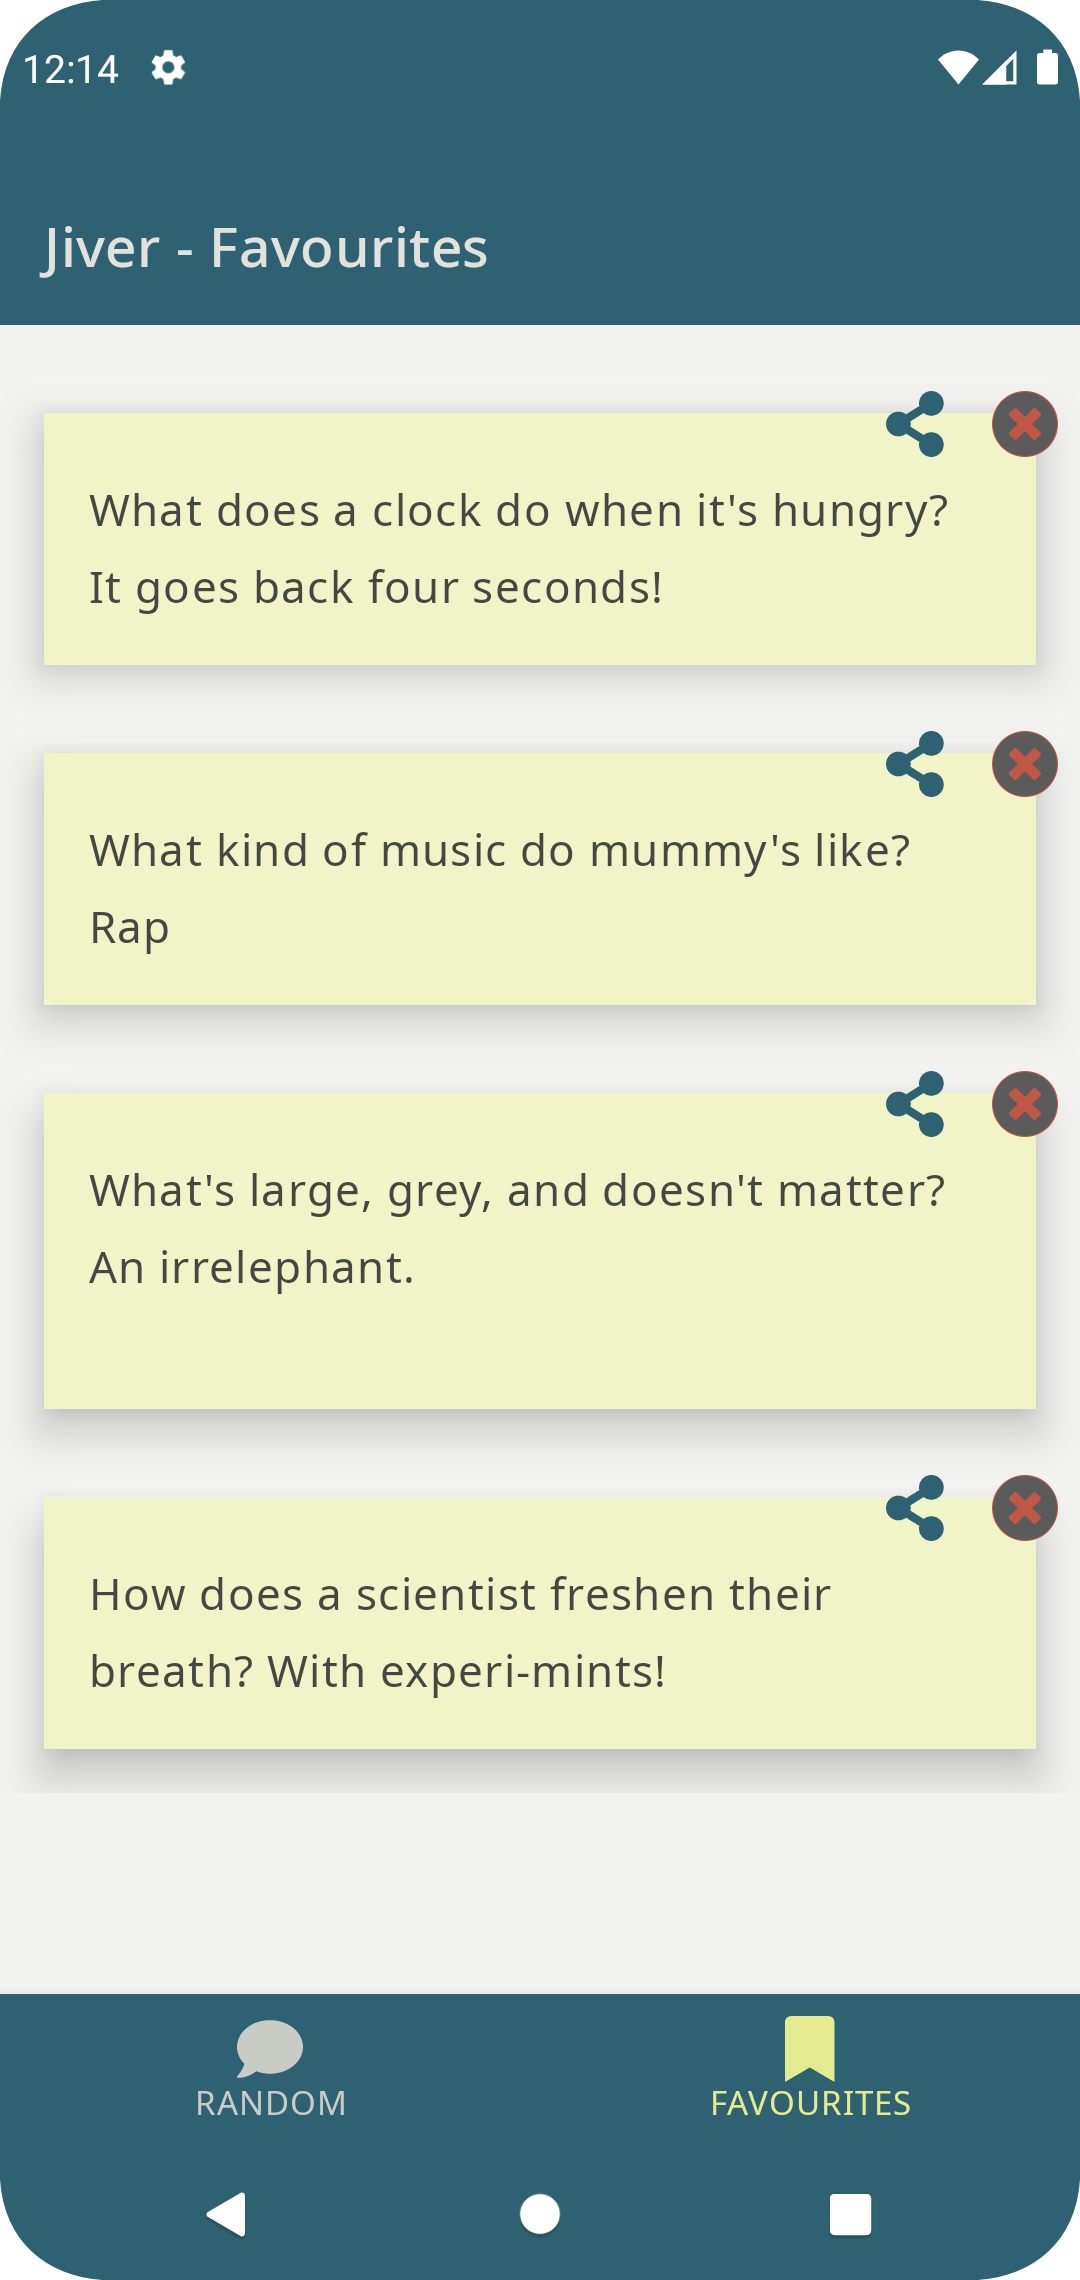 12:14
Jiver - Favourites
What does a clock do when it's hungry?
It goes back four seconds!
What kind of music do mummy's like?
Rap
What's large, grey, and doesn't matter?
An irrelephant.
How does a scientist freshen their
breath? With experi-mints!
RANDOM
FAVOURITES